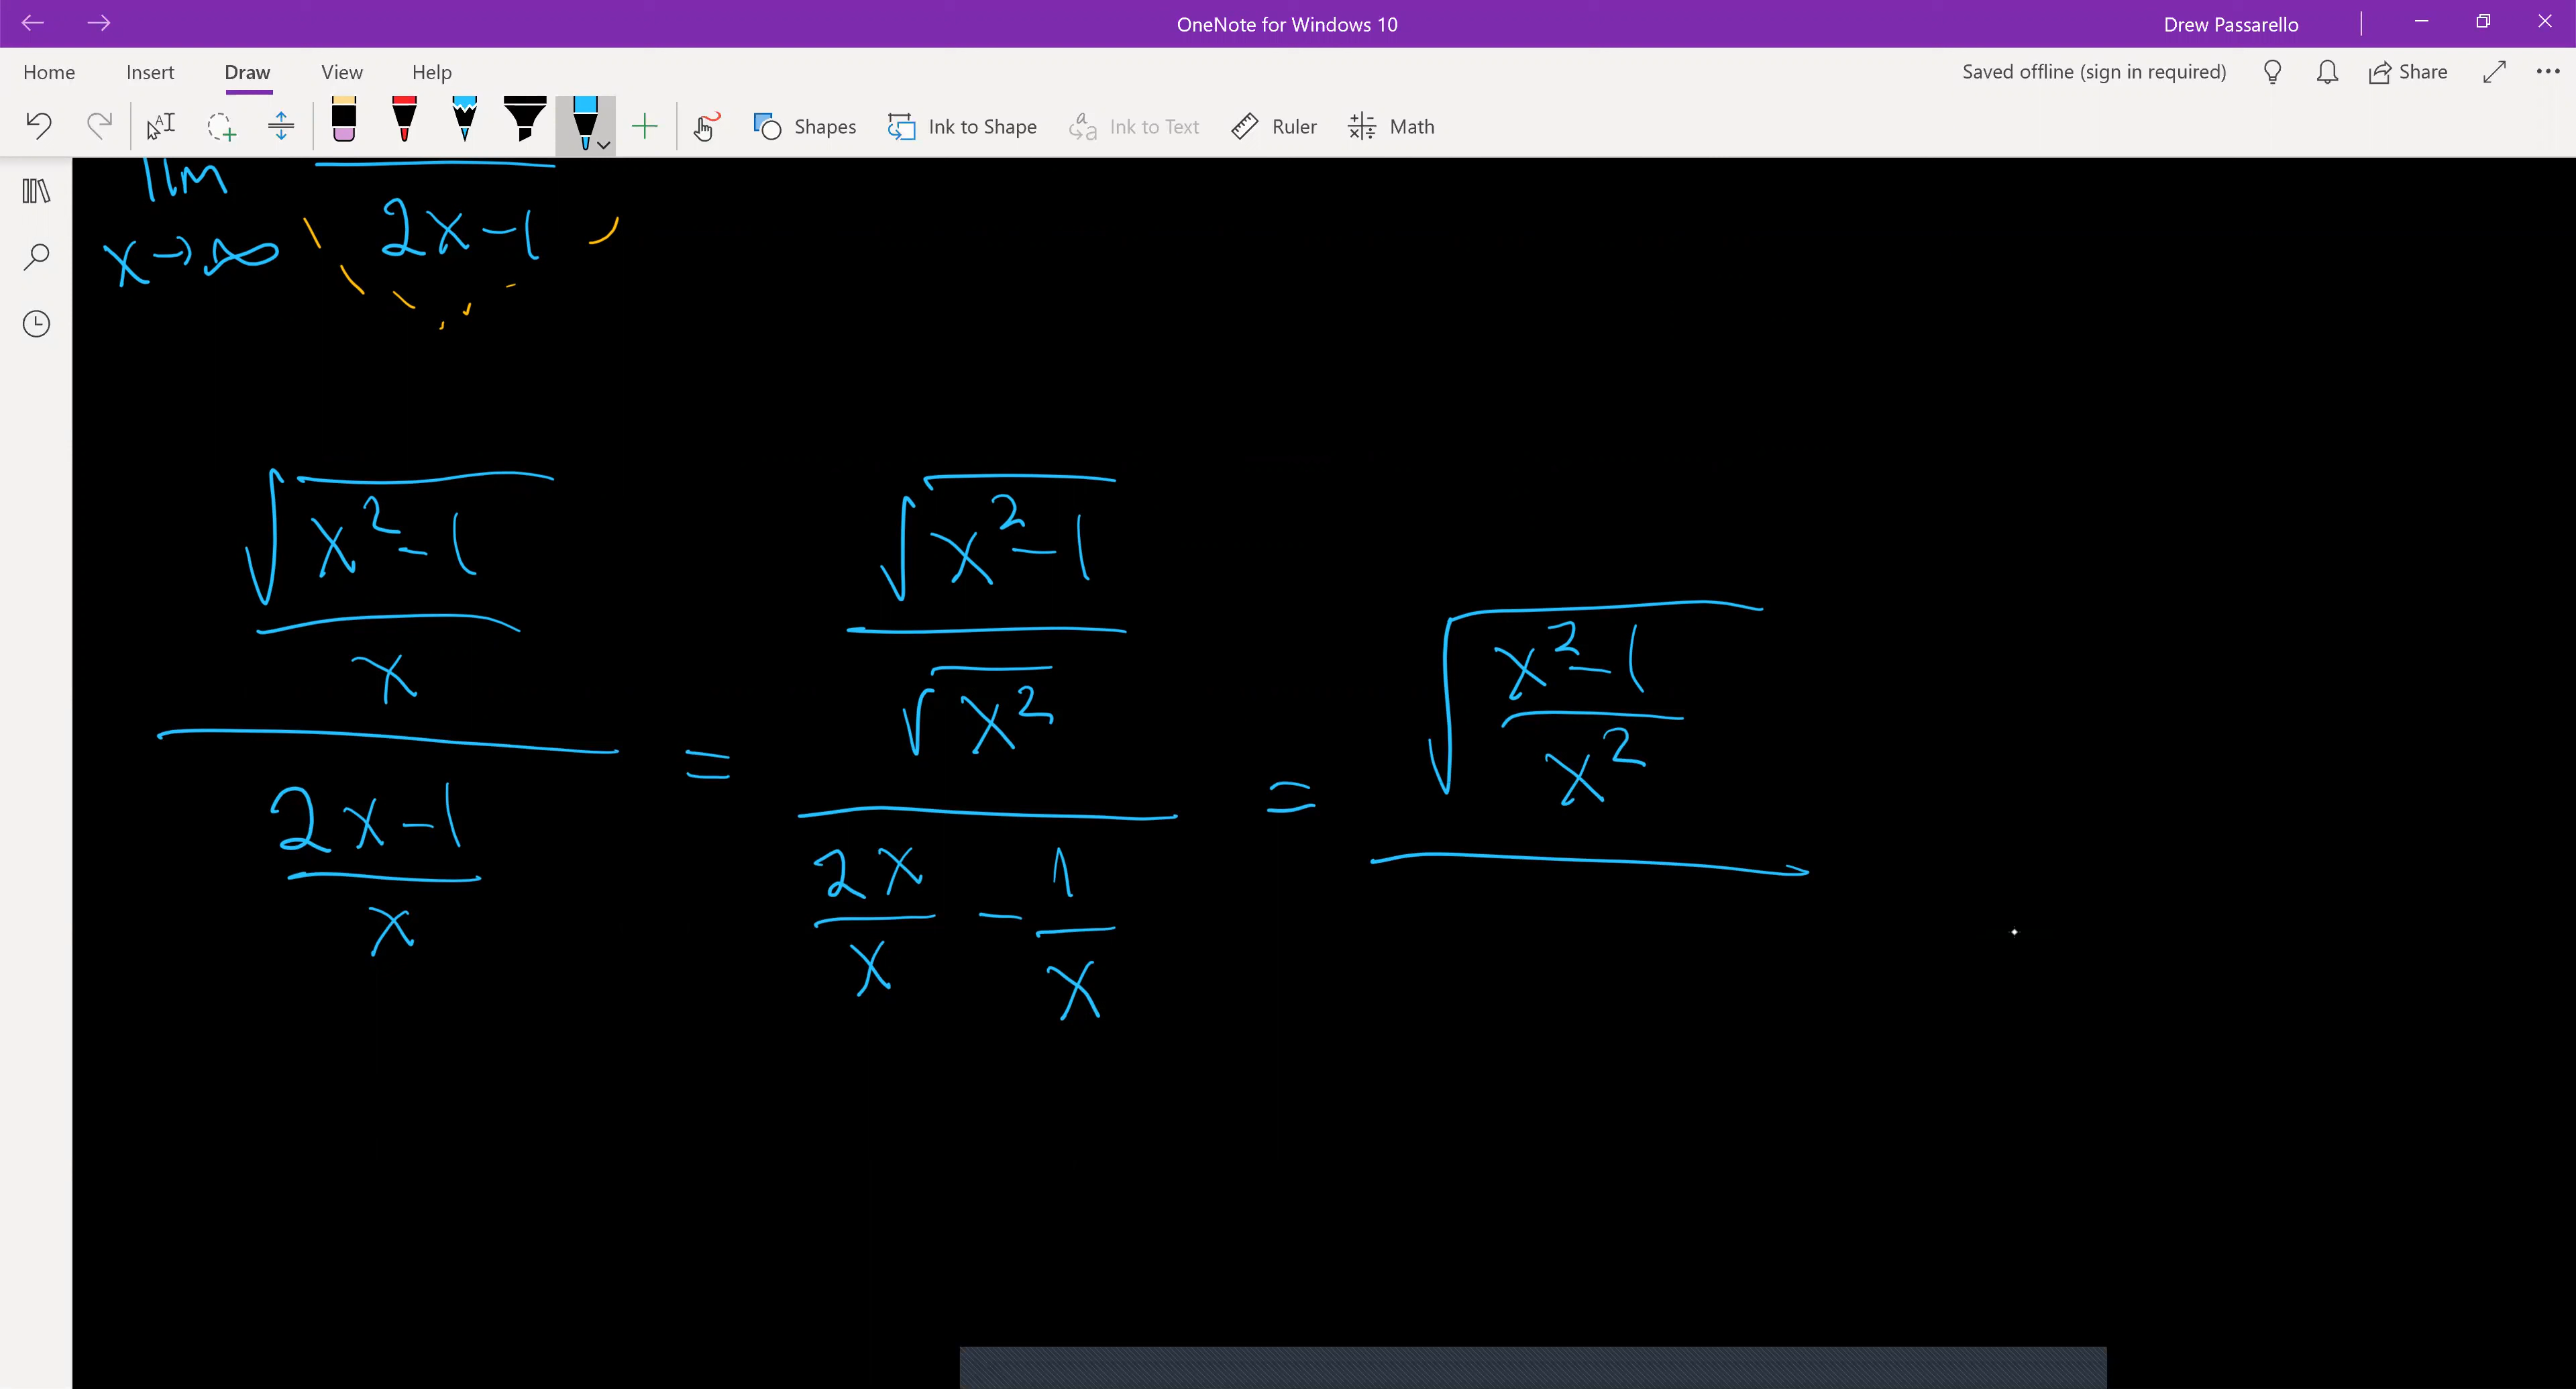 OneNote for Windows 10
Drew Passarello
Home Insert Draw View Help
Saved offline (sign in required)
Share
Shapes Ink to Shape Ink to Text Ruler Math
lim
x→∞
2x-1
√(x²-1)
x
2x-1
x
=
√(x²-1)
√(x²)
2x/x - 1/x
=
√((x²-1)/x²)